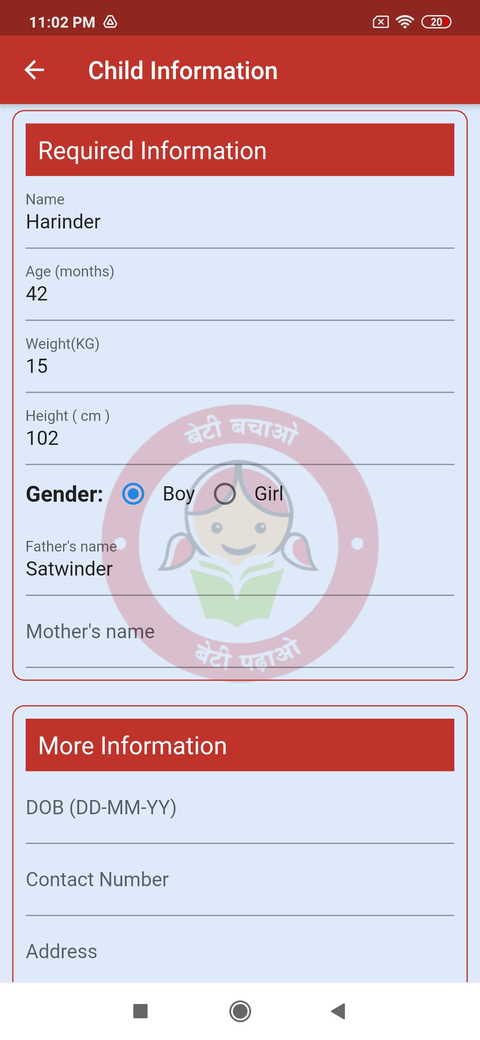 11:02 PM
20
Child Information
Required Information
Name
Harinder
Age (months)
42
Weight(KG)
15
Height ( cm )
102
बेटी बचाओ
Gender: Boy Girl
Father's name
Satwinder
Mother's name
बेटी पढ़ाओ
More Information
DOB (DD-MM-YY)
Contact Number
Address